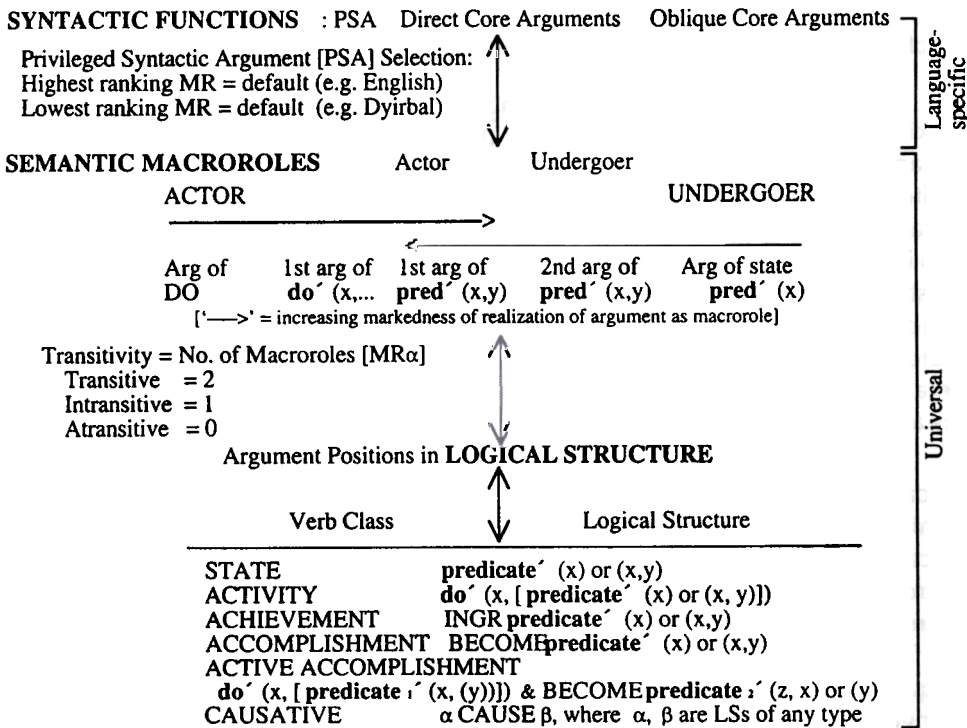 SYNTACTIC FUNCTIONS : PSA Direct Core Arguments Oblique Core Arguments
Privileged Syntactic Argument [PSA] Selection:
Highest ranking MR = default (e.g. English)
Lowest ranking MR = default (e.g. Dyirbal)
Language-specific
SEMANTIC MACROROLES Actor Undergoer
ACTOR UNDERGOER
Arg of 1st arg of 1st arg of 2nd arg of Arg of state
DO do´ (x,... pred´ (x,y) pred´ (x,y) pred´ (x)
['—>' = increasing markedness of realization of argument as macrorole]
Transitivity = No. of Macroroles [MRα]
Transitive = 2
Intransitive = 1
Atransitive = 0
Argument Positions in LOGICAL STRUCTURE
Verb Class Logical Structure
STATE predicate´ (x) or (x,y)
ACTIVITY do´ (x, [predicate´ (x) or (x, y)])
ACHIEVEMENT INGR predicate´ (x) or (x,y)
ACCOMPLISHMENT BECOME predicate´ (x) or (x,y)
ACTIVE ACCOMPLISHMENT
do´ (x, [predicate₁´ (x, (y))]) & BECOME predicate₂´ (z, x) or (y)
CAUSATIVE α CAUSE β, where α, β are LSs of any type
Universal